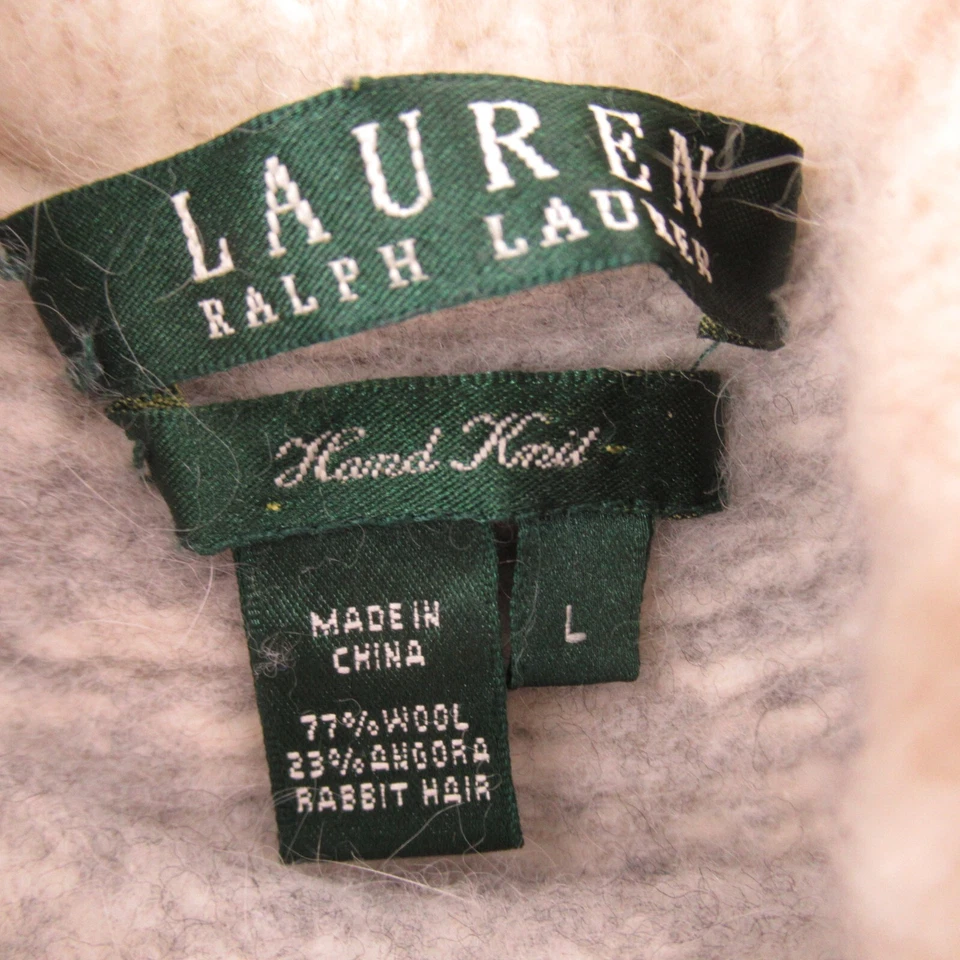 LAUREN
RALPH LAUREN
Hand Knit
MADE IN
CHINA
77% WOOL
23% ANGORA
RABBIT HAIR
L